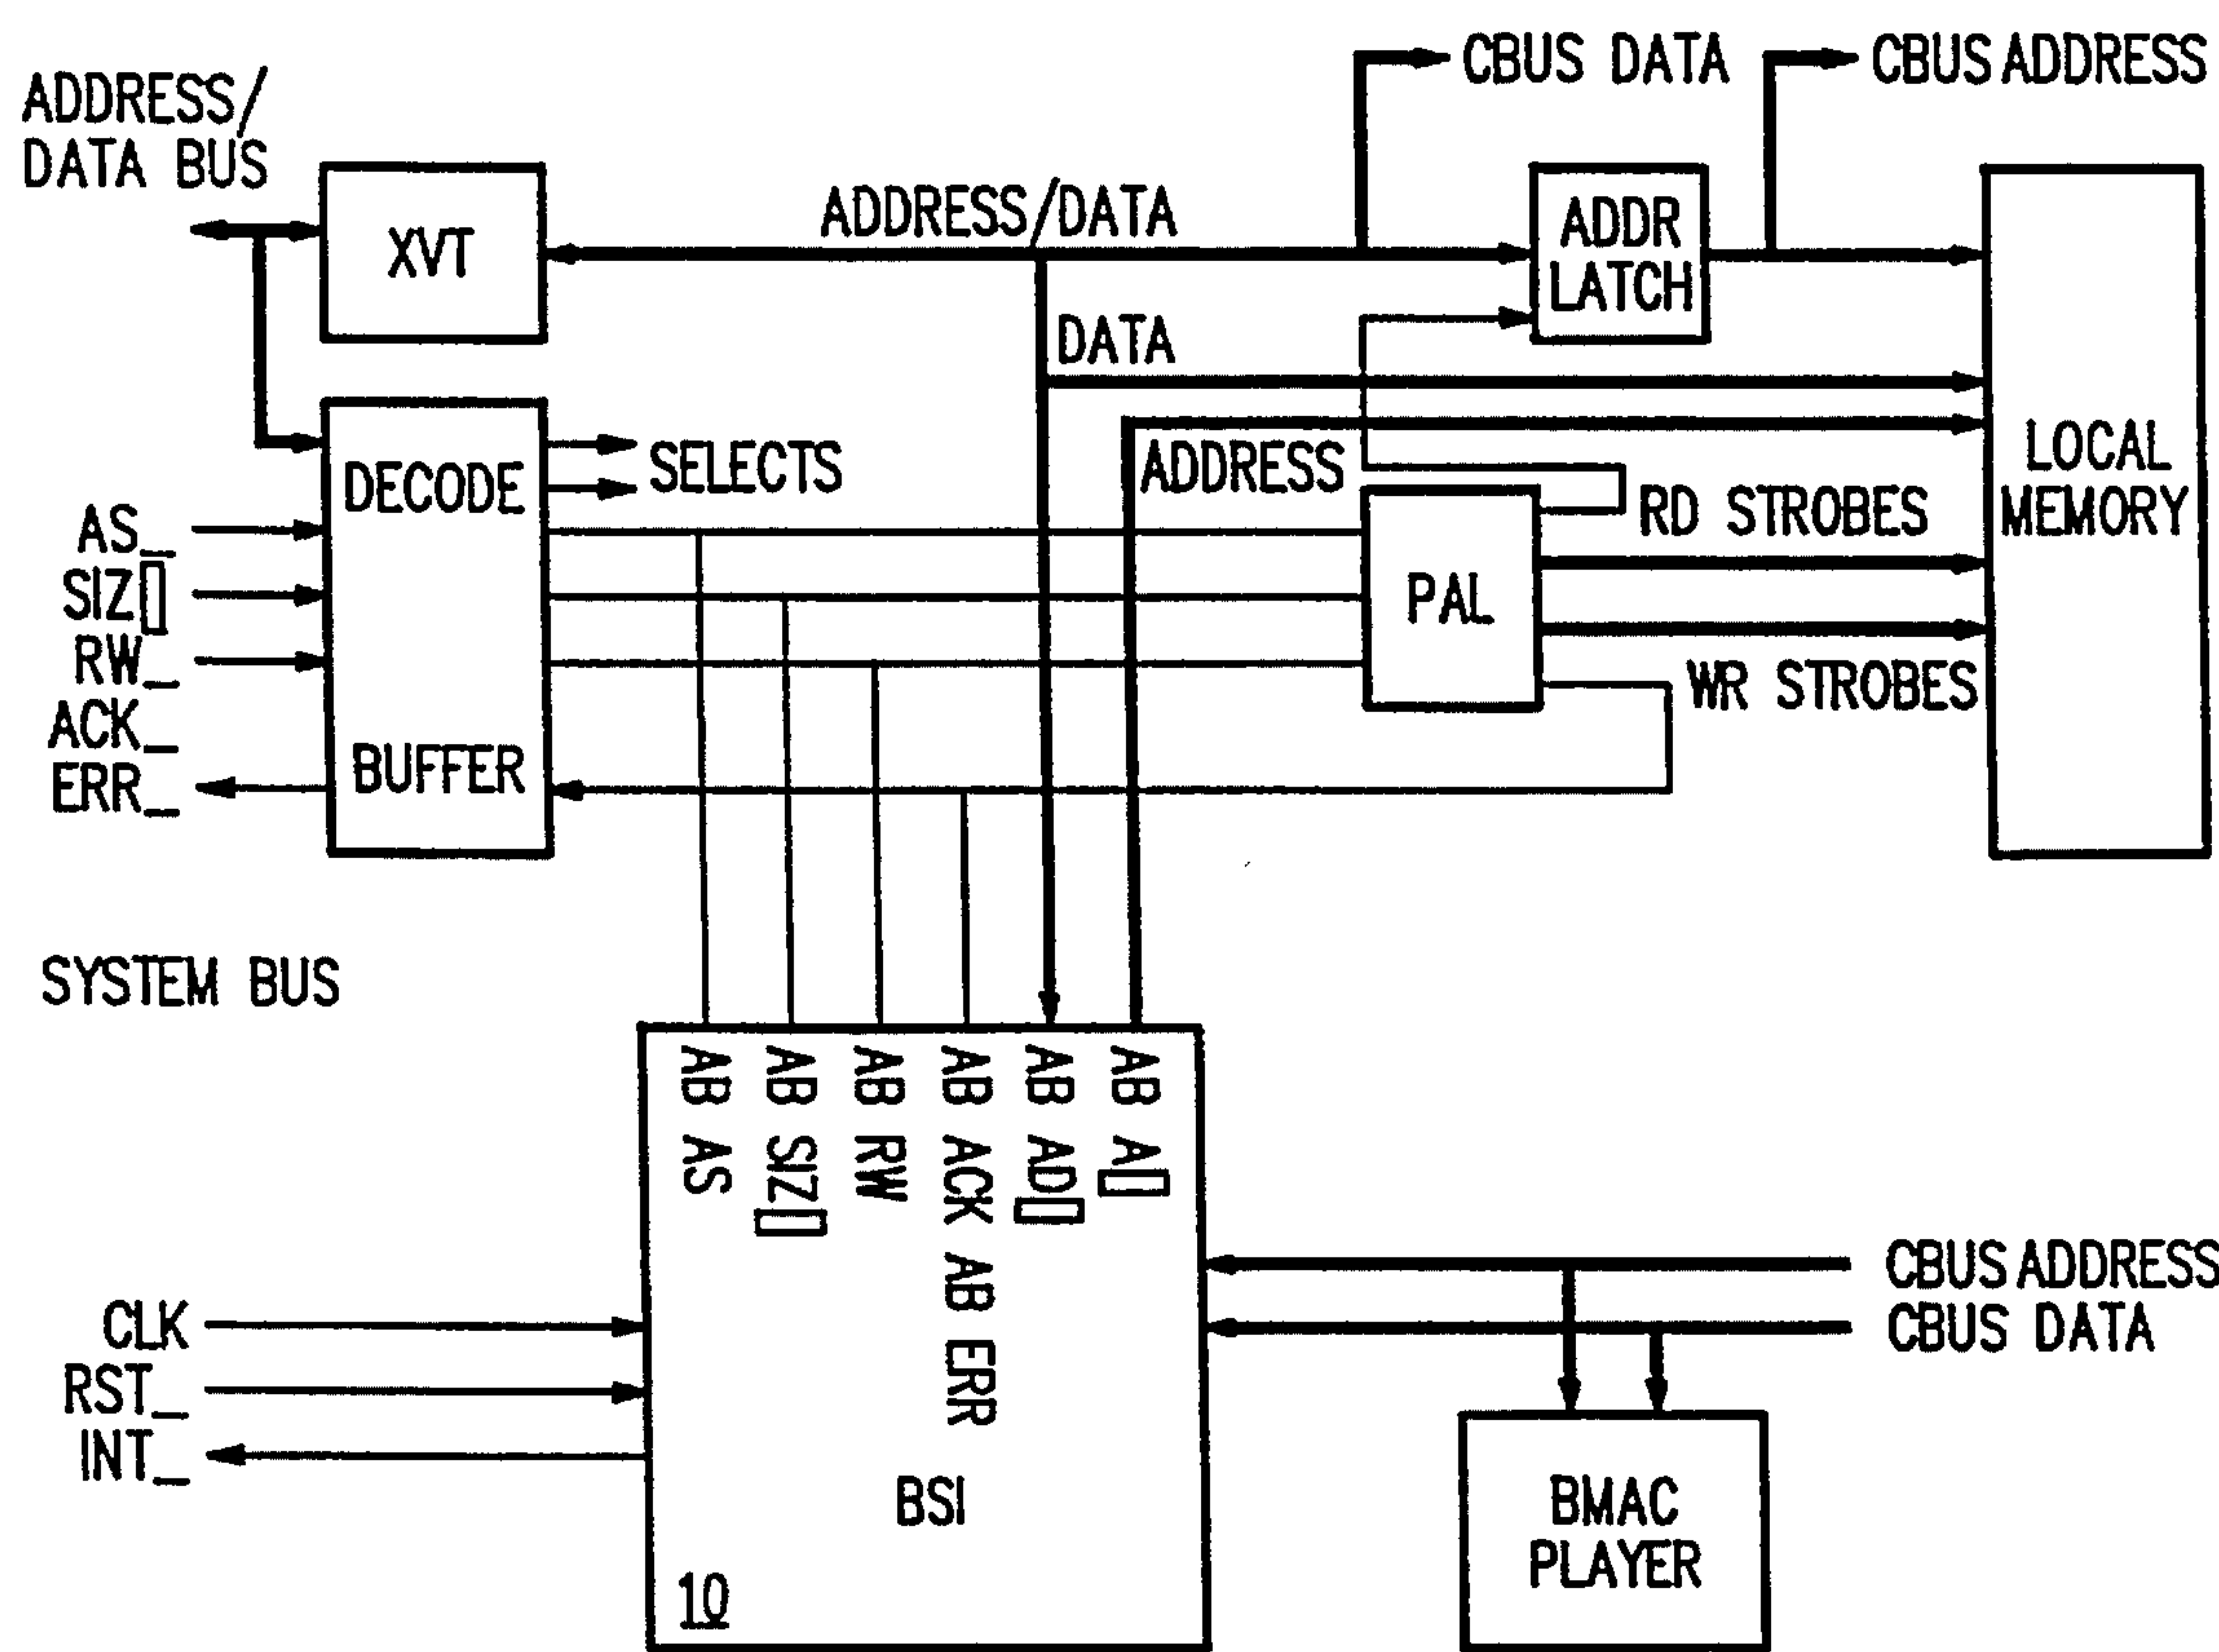 CBUS DATA
CBUS ADDRESS
ADDRESS/
DATA BUS
XVT
ADDRESS/DATA
ADDR
LATCH
DATA
DECODE
SELECTS
ADDRESS
LOCAL
MEMORY
RD STROBES
AS_
SIZ[]
RW_
ACK_
ERR_
PAL
WR STROBES
BUFFER
SYSTEM BUS
AB AS
AB SIZ[]
AB RW
AB ACK AB ERR
AB AD[]
AB A[]
CBUS ADDRESS
CBUS DATA
CLK
RST_
INT_
BSI
BMAC
PLAYER
10